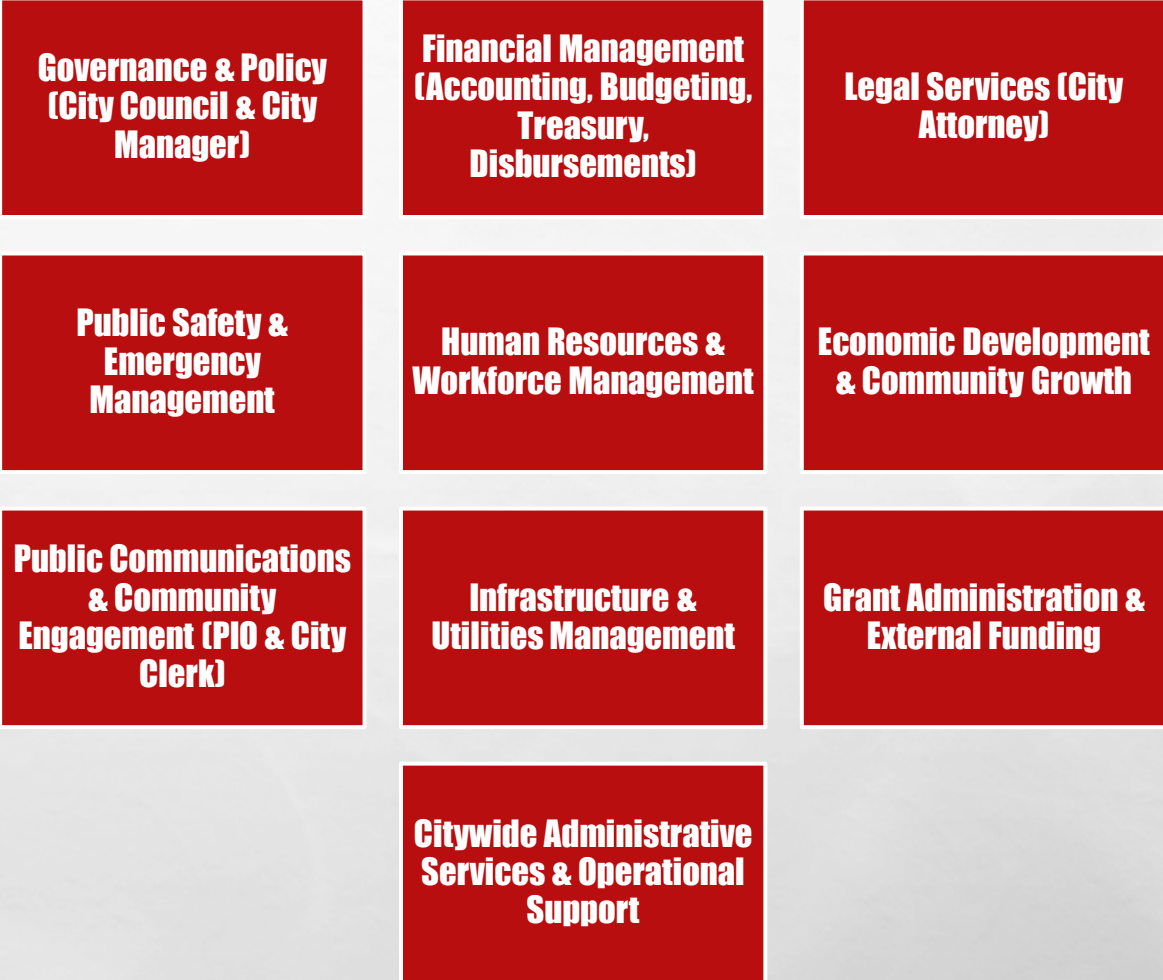 Governance & Policy
(City Council & City
Manager)
Financial Management
(Accounting, Budgeting,
Treasury,
Disbursements)
Legal Services (City
Attorney)
Public Safety &
Emergency
Management
Human Resources &
Workforce Management
Economic Development
& Community Growth
Public Communications
& Community
Engagement (PIO & City
Clerk)
Infrastructure &
Utilities Management
Grant Administration &
External Funding
Citywide Administrative
Services & Operational
Support